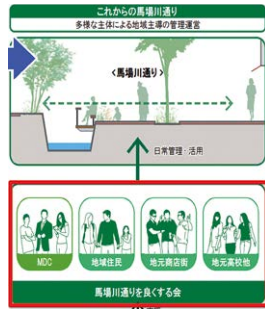 これからの馬場川通り
多様な主体による地域主導の管理運営
<馬場川通り>
日常管理・活用
MDC
地域住民
地元商店街
地元高校他
馬場川通りを良くする会